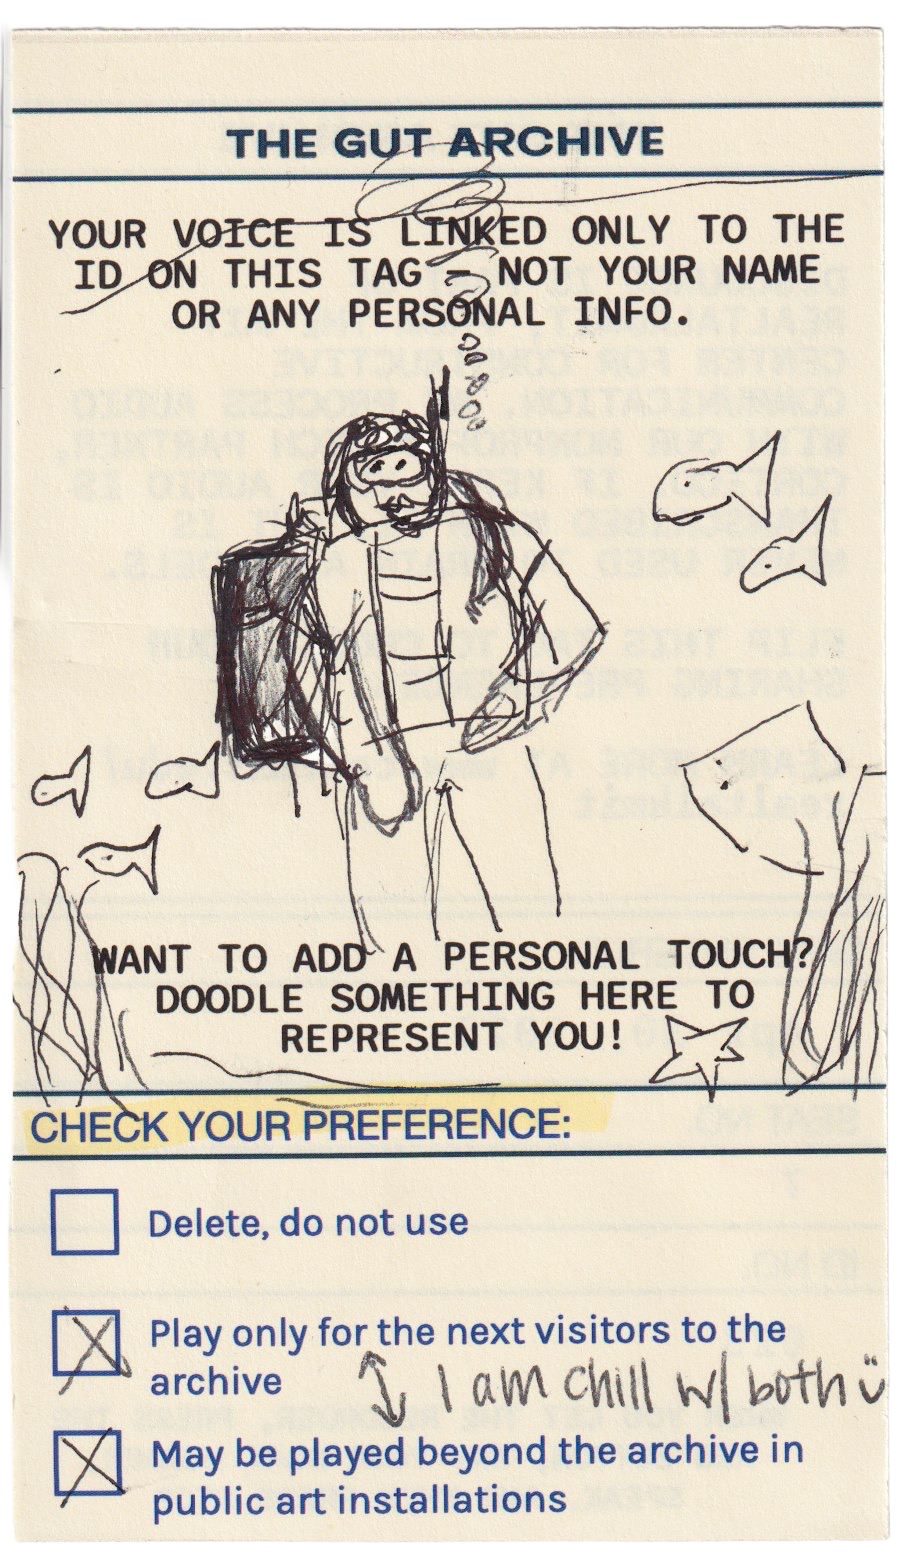 THE GUT ARCHIVE
YOUR VOICE IS LINKED ONLY TO THE
ID ON THIS TAG – NOT YOUR NAME
OR ANY PERSONAL INFO.
WANT TO ADD A PERSONAL TOUCH?
DOODLE SOMETHING HERE TO
REPRESENT YOU!
CHECK YOUR PREFERENCE:
Delete, do not use
Play only for the next visitors to the
archive
I am chill w/ both
May be played beyond the archive in
public art installations